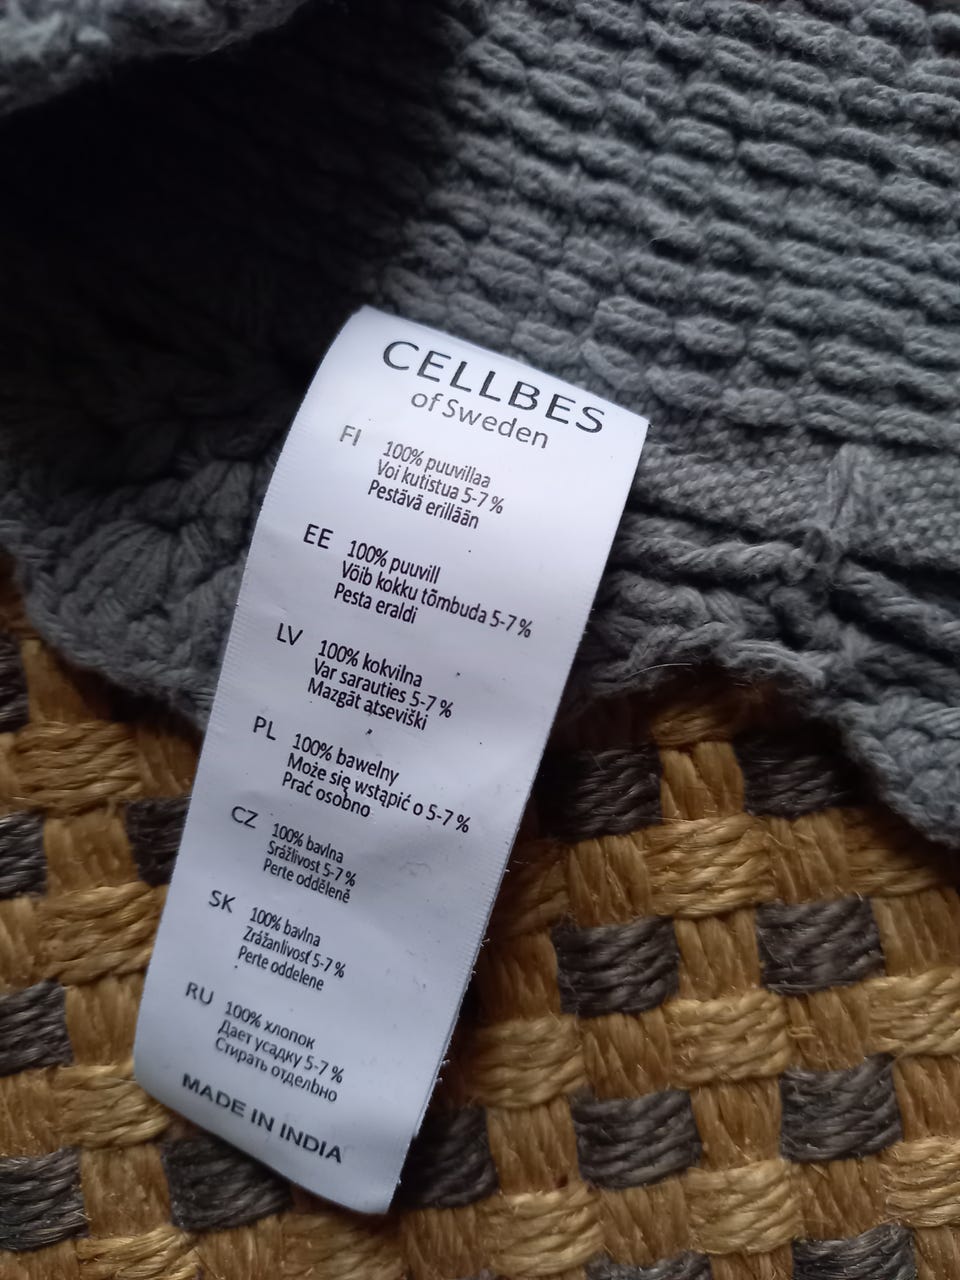 CELLBES
of Sweden
FI 100% puuvillaa
Voi kutistua 5-7 %
Pestävä erillään
EE 100% puuvill
Võib kokku tõmbuda 5-7 %
Pesta eraldi
LV 100% kokvilna
Var sarauties 5-7 %
Mazgāt atseviški
PL 100% bawełny
Może się wstąpić o 5-7 %
Prać osobno
CZ 100% bavlna
Srážlivost 5-7 %
Perte odděleně
SK 100% bavlna
Zrážanlivosť 5-7 %
Perte oddelene
RU 100% хлопок
Дает усадку 5-7 %
Стирать отдельно
MADE IN INDIA